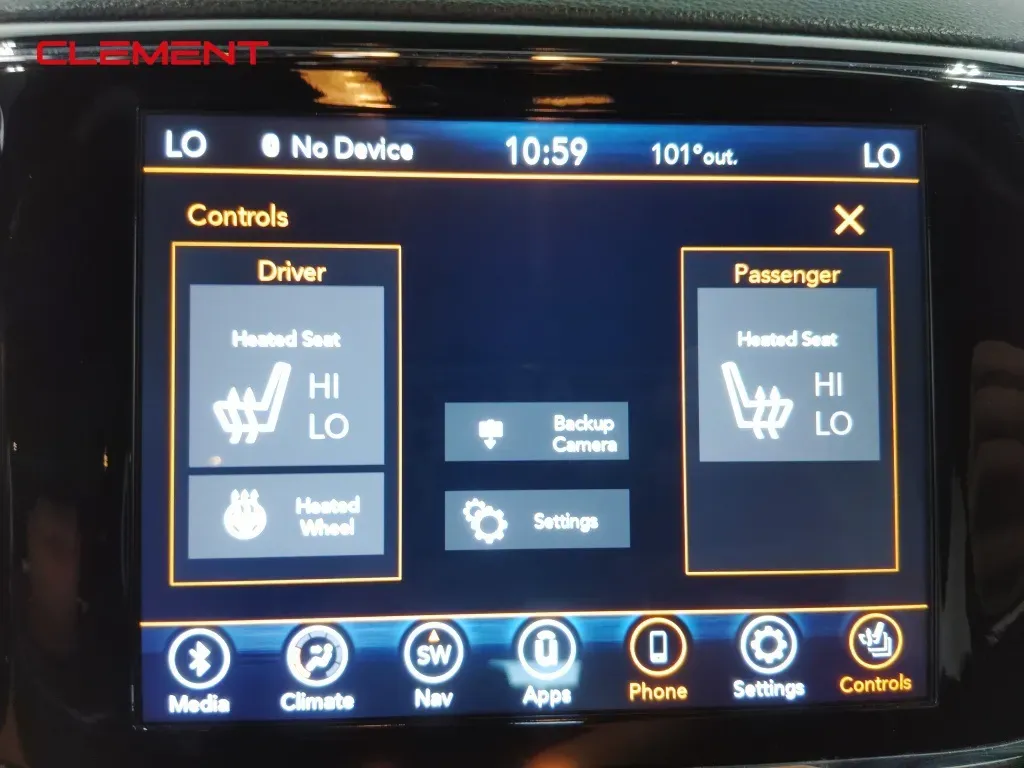 CLEMENT
LO No Device 10:59 101°out. LO
Controls
Driver
Heated Seat
HI
LO
Heated
Wheel
Backup
Camera
Settings
Passenger
Heated Seat
HI
LO
Media
Climate
SW
Nav
Apps
Phone
Settings
Controls